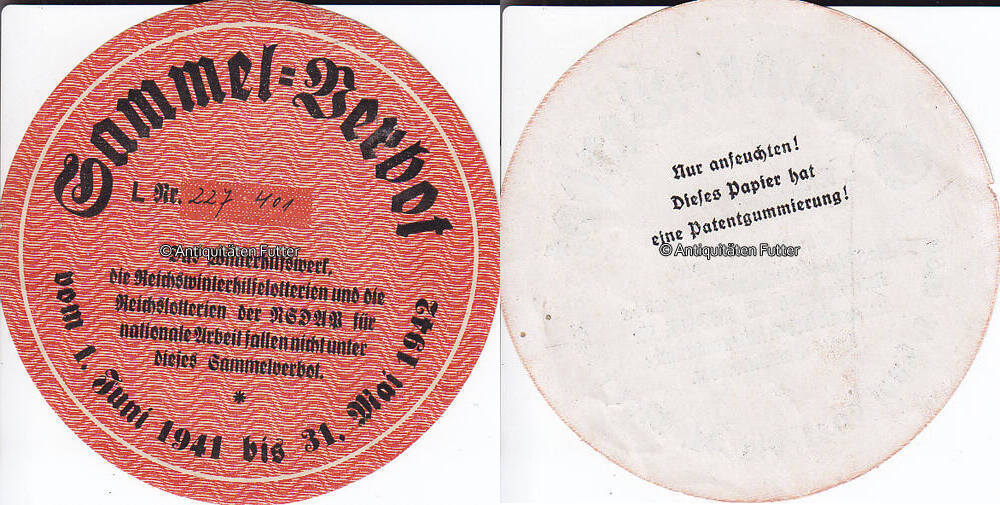 Sammel=Verbot
L Nr. 227 401
© Antiquitäten Futter
Das Winterhilfswerk,
die Reichswinterhilfelotterien und die
Reichslotterien der NSDAP für
nationale Arbeit fallen nicht unter
dieses Sammelverbot.
*
vom 1. Juni 1941 bis 31. Mai 1942
Nur anfeuchten!
Dieses Papier hat
eine Patentgummierung!
© Antiquitäten Futter